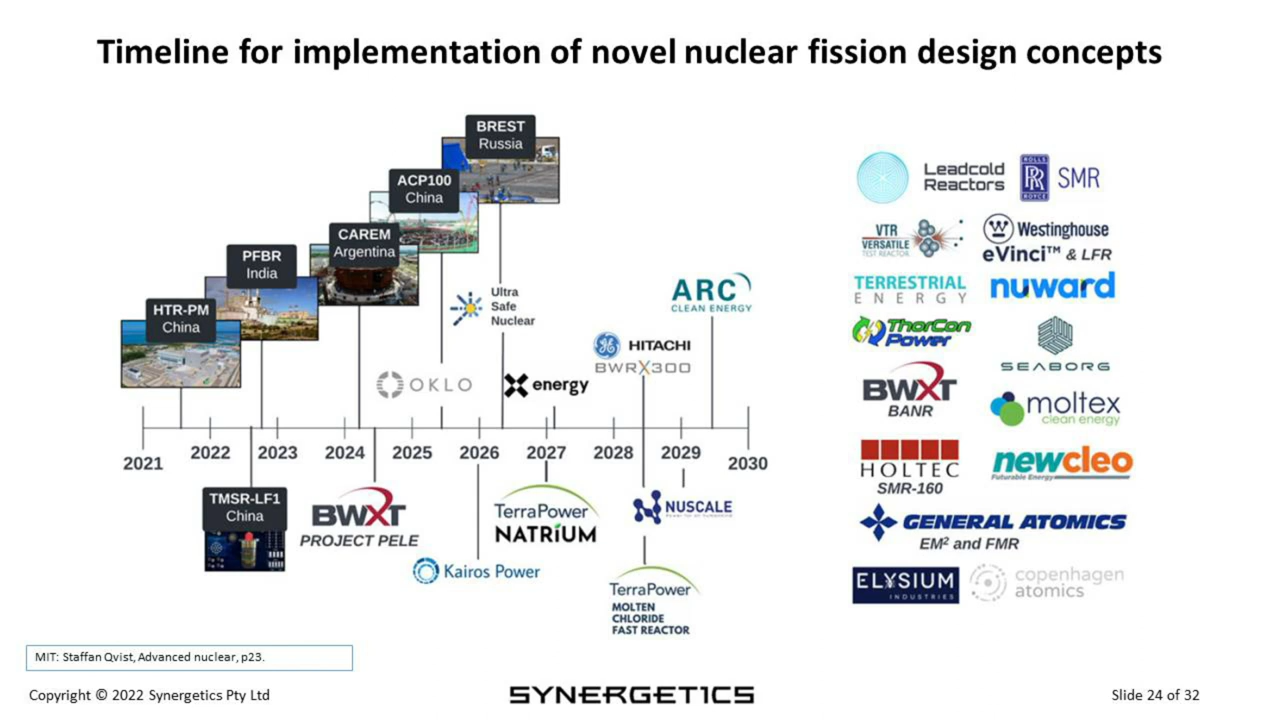 Timeline for implementation of novel nuclear fission design concepts
BREST
Russia
ACP100
China
CAREM
Argentina
PFBR
India
HTR-PM
China
Ultra
Safe
Nuclear
OKLO
X energy
HITACHI
BWRX300
ARC
CLEAN ENERGY
2021
2022
2023
2024
2025
2026
2027
2028
2029
2030
TMSR-LF1
China
BWXT
PROJECT PELE
Kairos Power
TerraPower
NATRIUM
NUSCALE
TerraPower
MOLTEN
CHLORIDE
FAST REACTOR
Leadcold
Reactors
ROLLS
RR
ROYCE
SMR
VTR
VERSATILE
TEST REACTOR
W Westinghouse
eVinci™ & LFR
TERRESTRIAL
ENERGY
nuward
ThorCon
Power
SEABORG
BWXT
BANR
moltex
clean energy
HOLTEC
SMR-160
newcleo
Futurable Energy
GENERAL ATOMICS
EM² and FMR
ELYSIUM
INDUSTRIES
copenhagen
atomics
MIT: Staffan Qvist, Advanced nuclear, p23.
Copyright © 2022 Synergetics Pty Ltd
SYNERGETICS
Slide 24 of 32